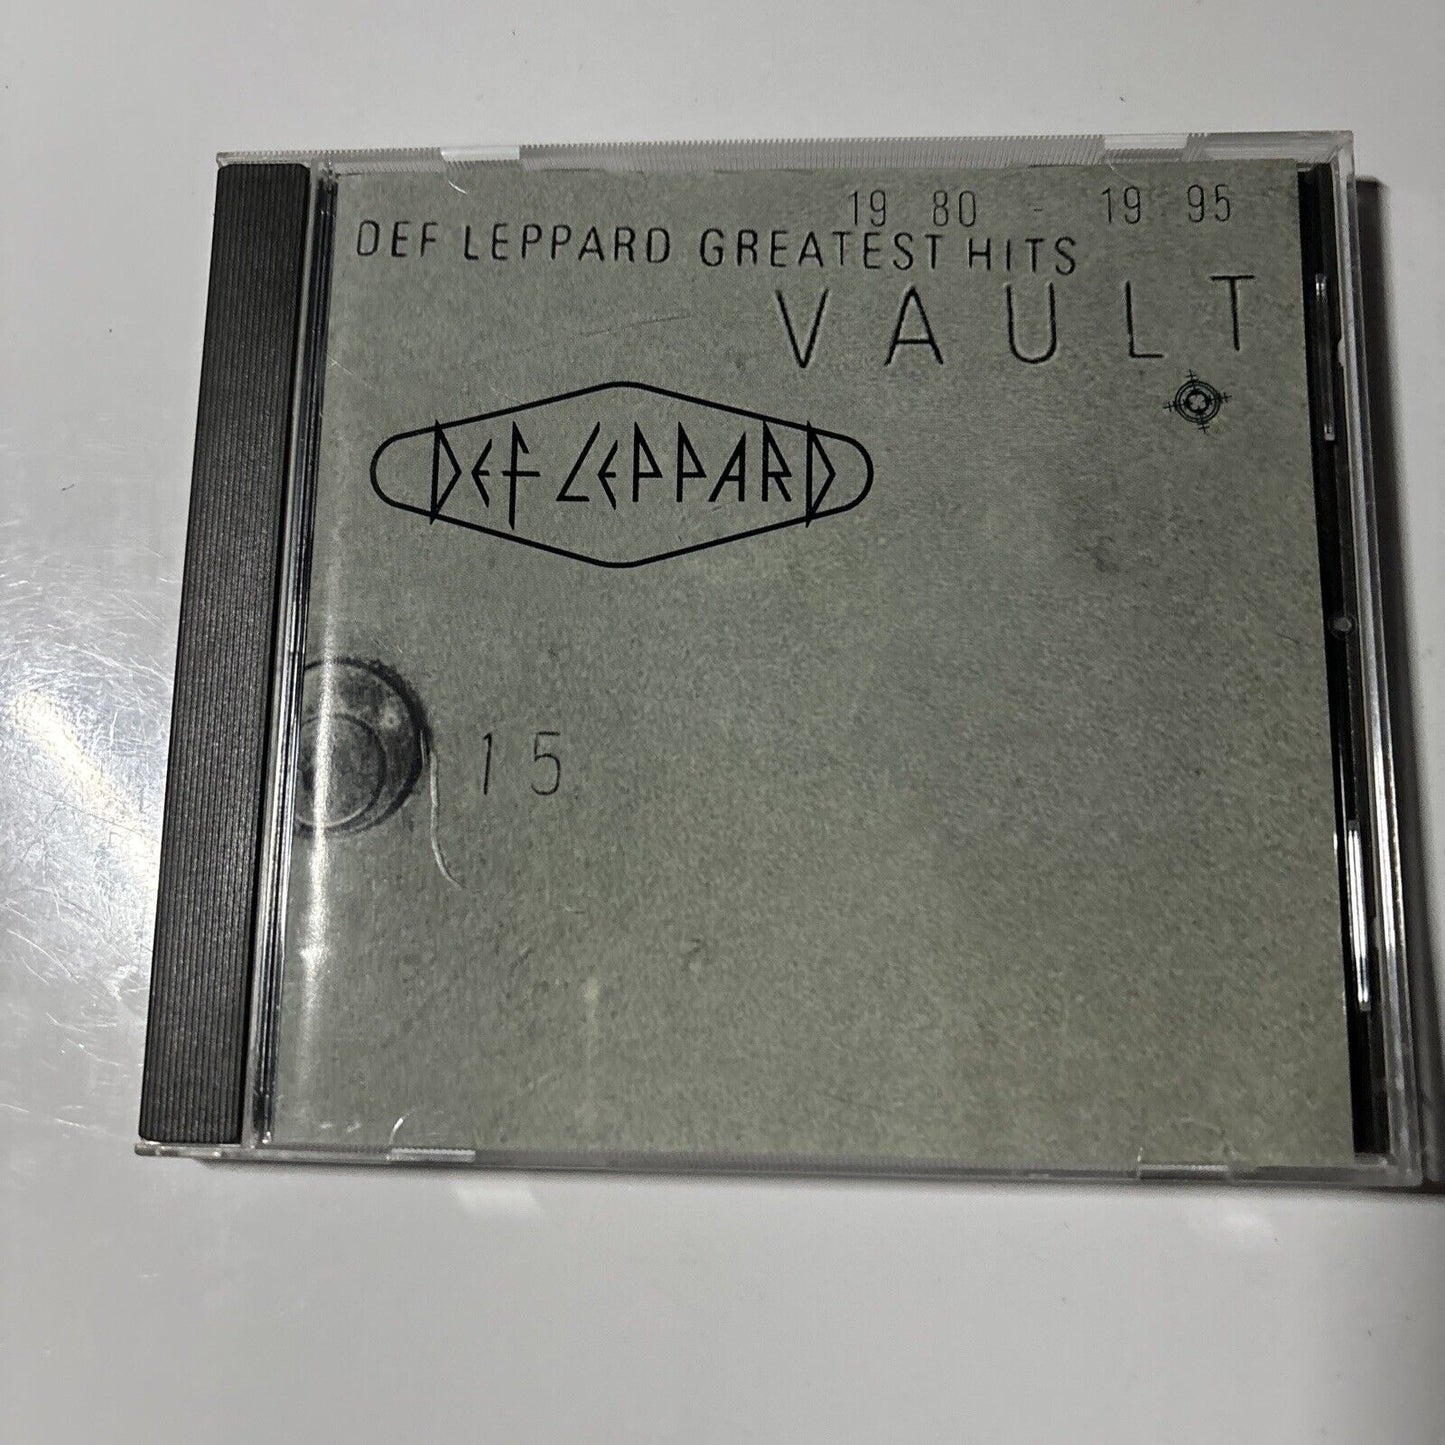 19 80 - 19 95
DEF LEPPARD GREATEST HITS
VAULT
DEF LEPPARD
15